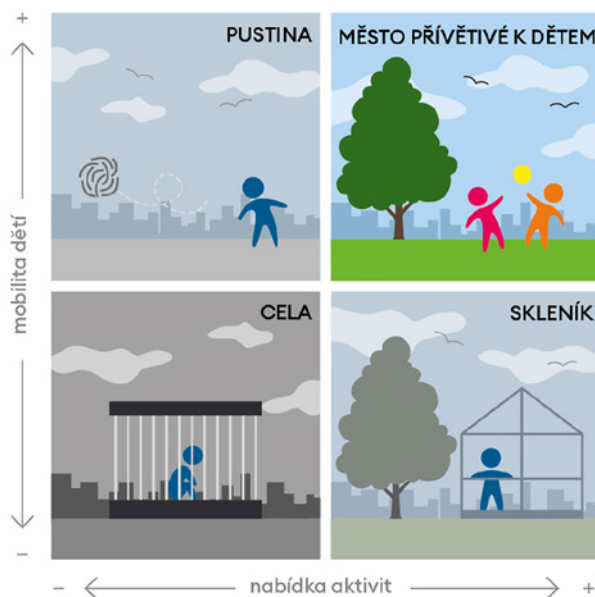 +
PUSTINA
MĚSTO PŘÍVĚTIVÉ K DĚTEM
mobilita dětí
CELA
SKLENÍK
–
– nabídka aktivit +